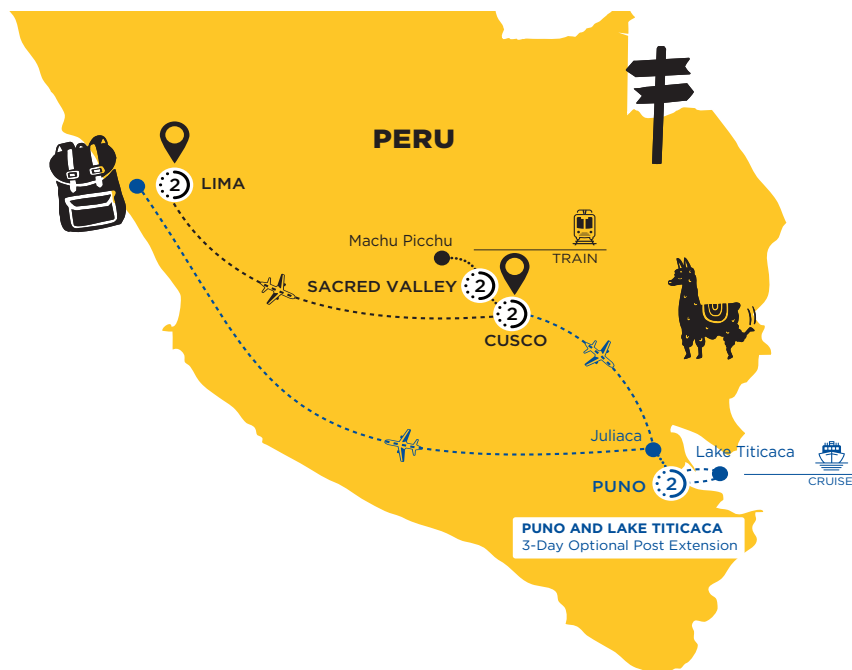 PERU
2 LIMA
Machu Picchu
TRAIN
SACRED VALLEY 2
2
CUSCO
Juliaca
Lake Titicaca
CRUISE
PUNO 2
PUNO AND LAKE TITICACA
3-Day Optional Post Extension